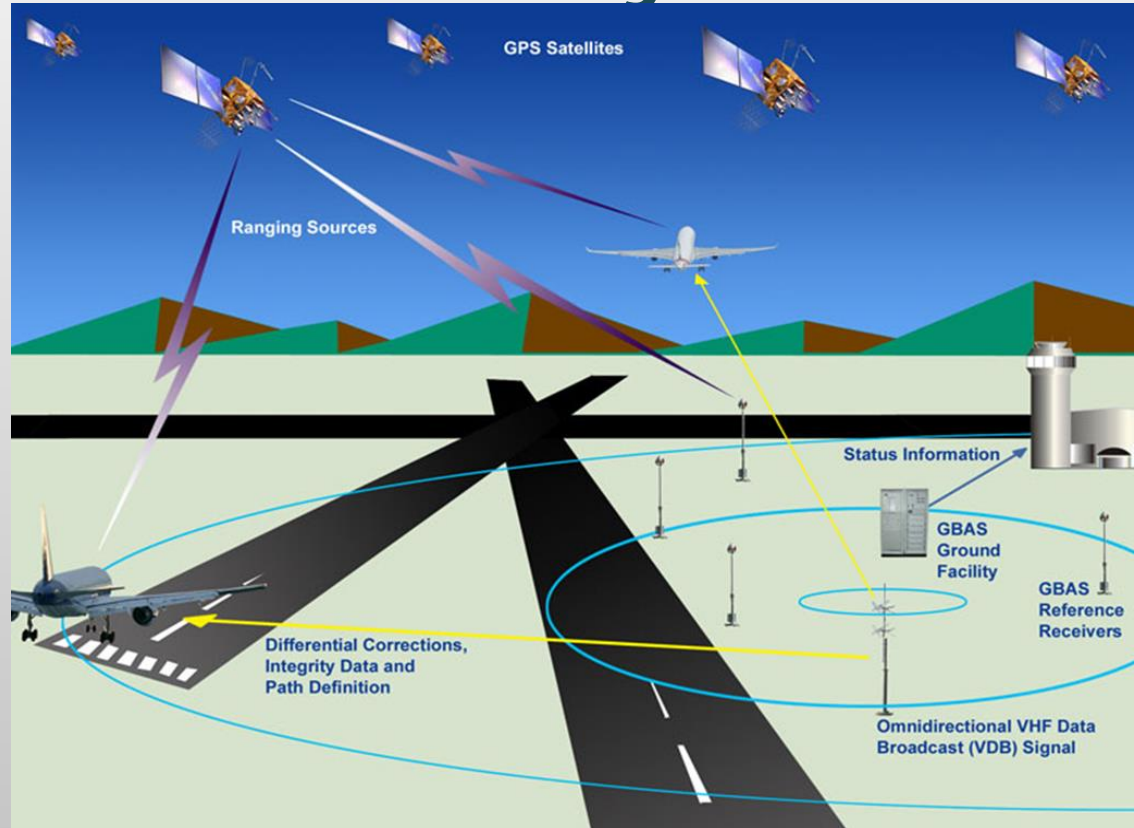 GPS Satellites
Ranging Sources
Status Information
GBAS
Ground
Facility
GBAS
Reference
Receivers
Differential Corrections,
Integrity Data and
Path Definition
Omnidirectional VHF Data
Broadcast (VDB) Signal